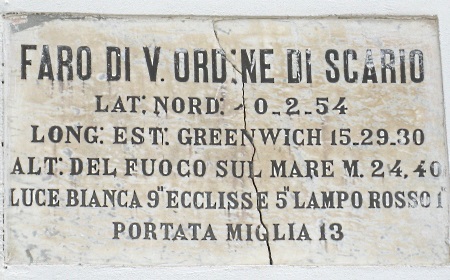 FARO DI V. ORDINE DI SCARIO
LAT: NORD: -0-2-54
LONG: EST: GREENWICH 15-29-30
ALT: DEL FUOCO SUL MARE M. 24,40
LUCE BIANCA 9" ECCLISSE 5" LAMPO ROSSO 1"
PORTATA MIGLIA 13